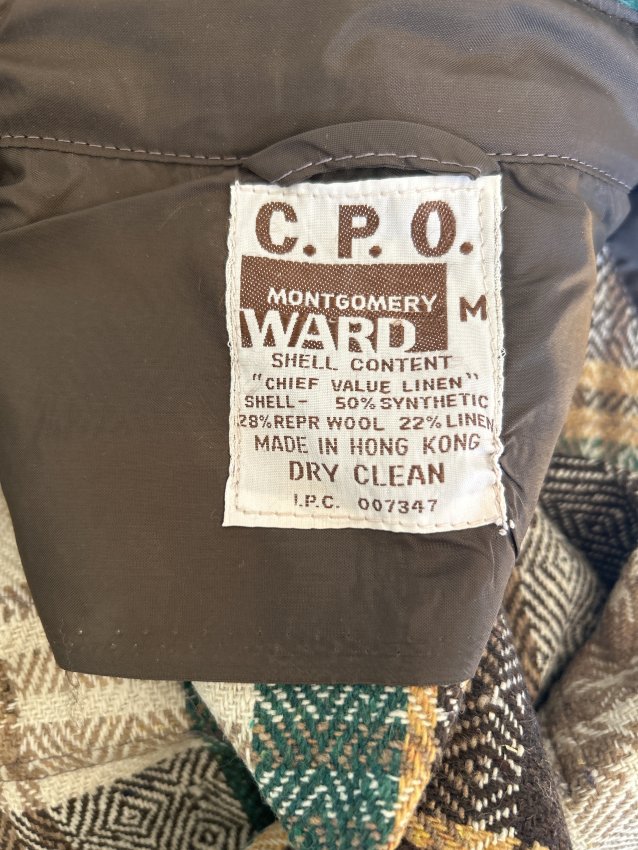 C.P.O.
MONTGOMERY
WARD
M
SHELL CONTENT
"CHIEF VALUE LINEN"
SHELL- 50% SYNTHETIC
28% REPR WOOL 22% LINEN
MADE IN HONG KONG
DRY CLEAN
I.P.C. 007347